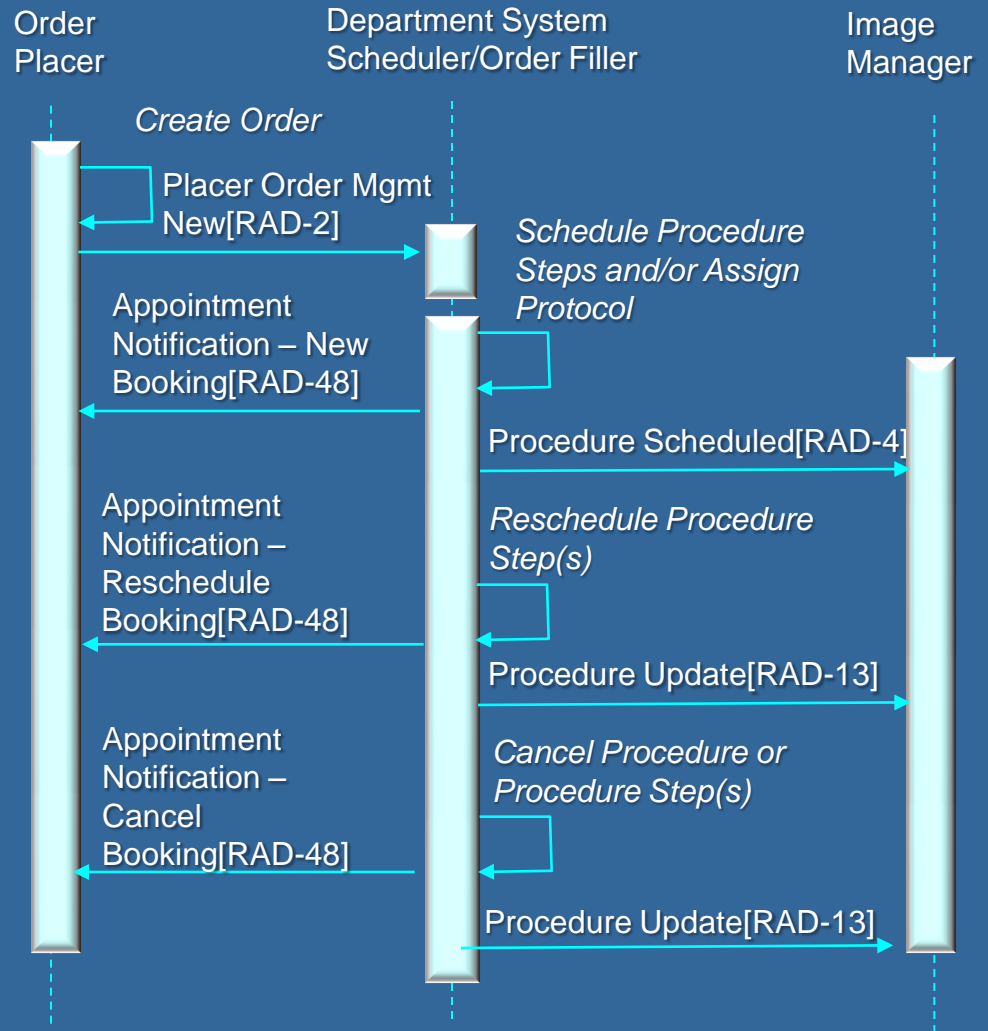 Order
Placer
Department System
Scheduler/Order Filler
Image
Manager
Create Order
Placer Order Mgmt
New[RAD-2]
Schedule Procedure
Steps and/or Assign
Protocol
Appointment
Notification – New
Booking[RAD-48]
Procedure Scheduled[RAD-4]
Appointment
Notification –
Reschedule
Booking[RAD-48]
Reschedule Procedure
Step(s)
Procedure Update[RAD-13]
Appointment
Notification –
Cancel
Booking[RAD-48]
Cancel Procedure or
Procedure Step(s)
Procedure Update[RAD-13]